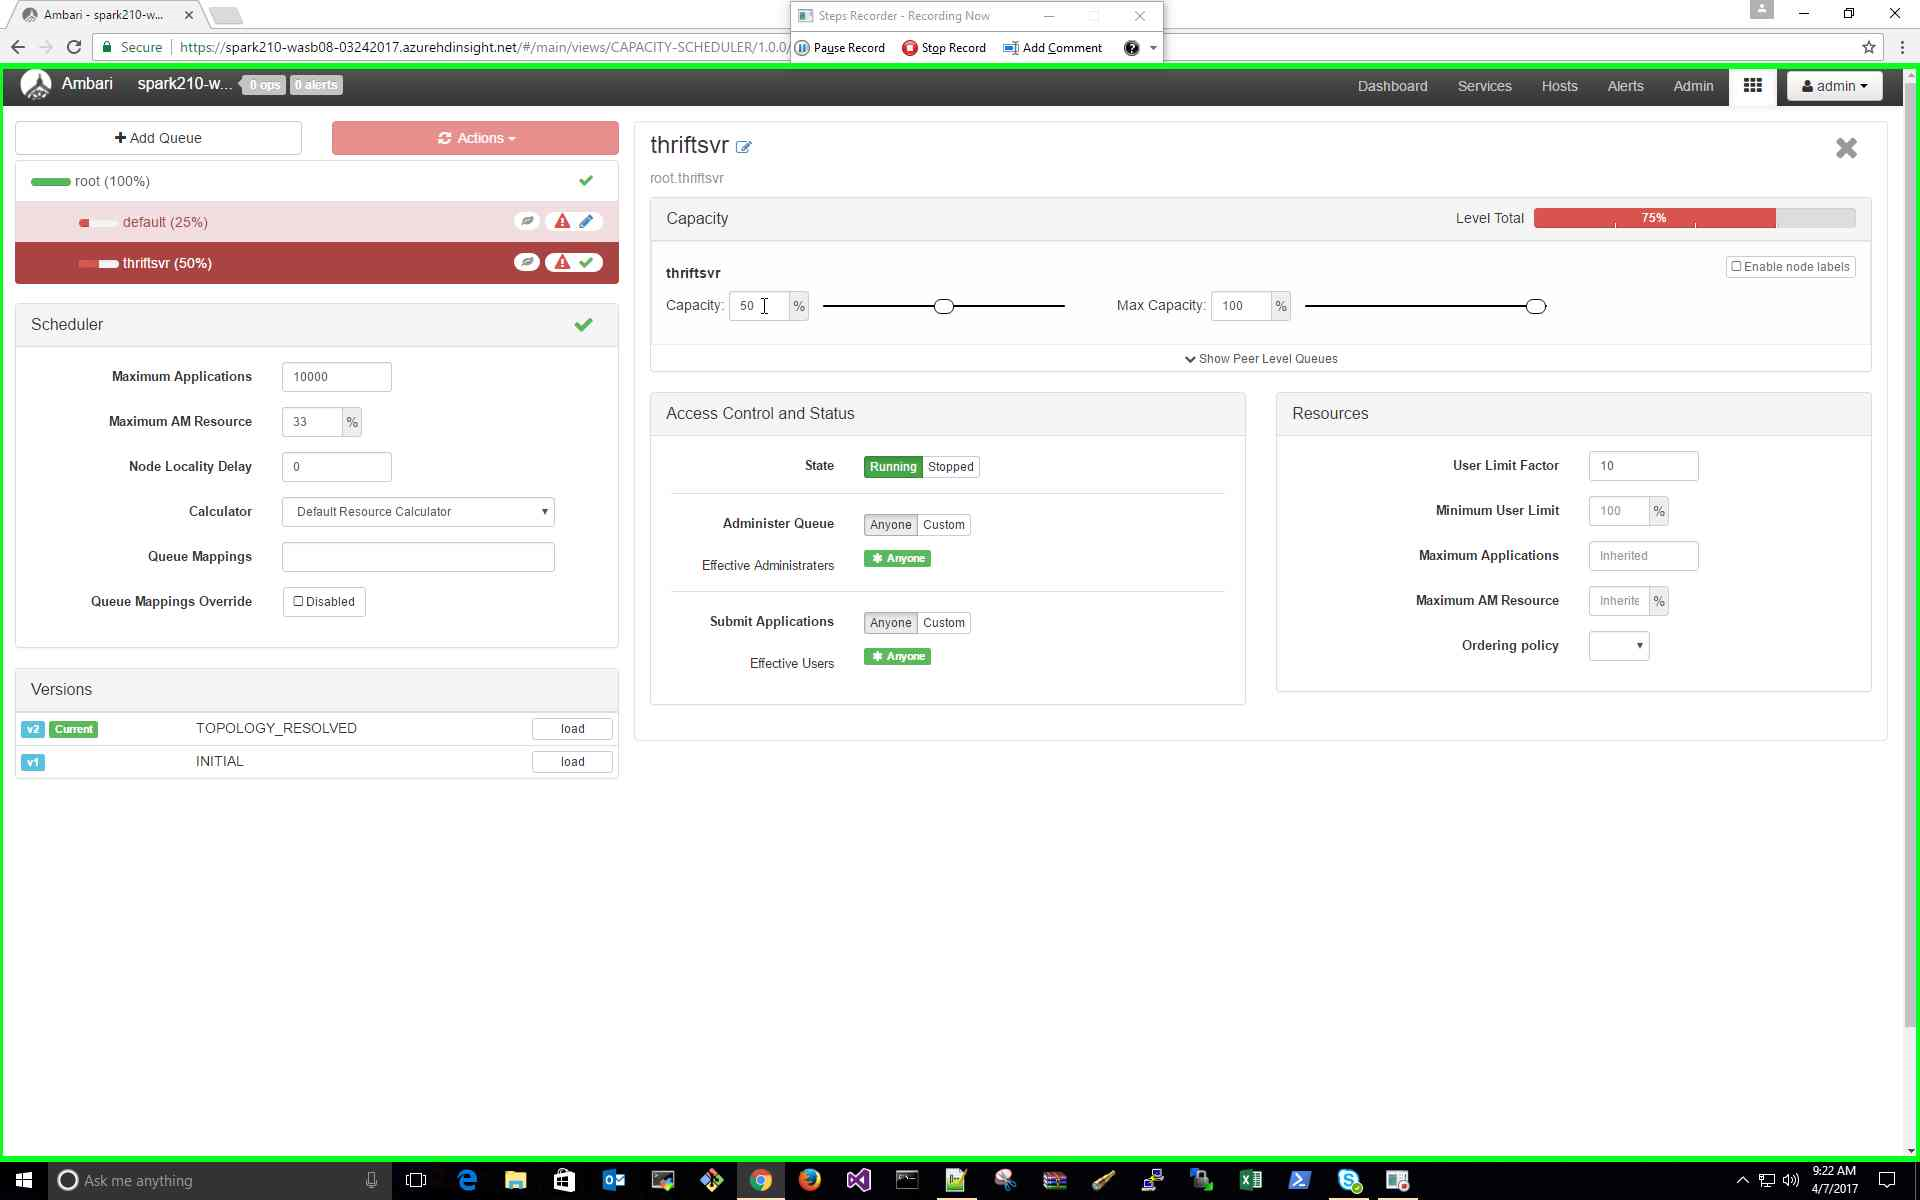 Ambari - spark210-w...
Steps Recorder - Recording Now
Secure
https://spark210-wasb08-03242017.azurehdinsight.net/#/main/views/CAPACITY-SCHEDULER/1.0.0/
Pause Record
Stop Record
Add Comment
Ambari
spark210-w...
0 ops
0 alerts
Dashboard
Services
Hosts
Alerts
Admin
admin
Add Queue
Actions
root (100%)
default (25%)
thriftsvr (50%)
Scheduler
Maximum Applications
10000
Maximum AM Resource
33 %
Node Locality Delay
0
Calculator
Default Resource Calculator
Queue Mappings
Queue Mappings Override
Disabled
Versions
v2 Current TOPOLOGY_RESOLVED load
v1 INITIAL load
thriftsvr
root.thriftsvr
Capacity
Level Total
75%
thriftsvr
Enable node labels
Capacity: 50 %
Max Capacity: 100 %
Show Peer Level Queues
Access Control and Status
State
Running Stopped
Administer Queue
Anyone Custom
Effective Administraters
Anyone
Submit Applications
Anyone Custom
Effective Users
Anyone
Resources
User Limit Factor
10
Minimum User Limit
100 %
Maximum Applications
Inherited
Maximum AM Resource
Inherite %
Ordering policy
Ask me anything
9:22 AM
4/7/2017